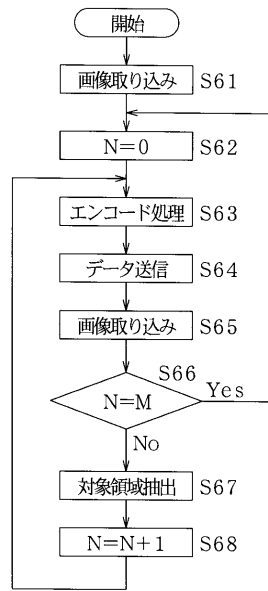 開始
画像取り込み S61
N=0 S62
エンコード処理 S63
データ送信 S64
画像取り込み S65
S66
N=M Yes
No
対象領域抽出 S67
N=N+1 S68